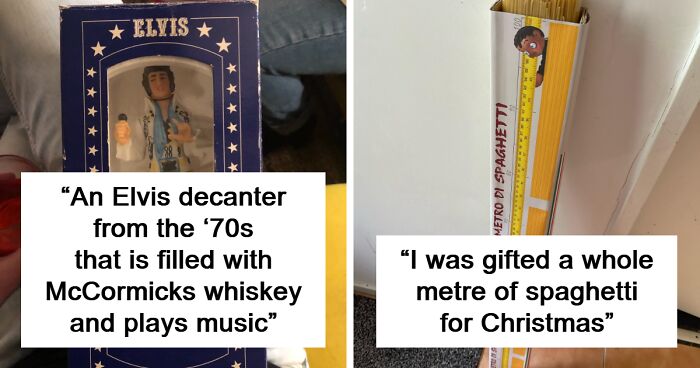 ★ ELVIS ★
“An Elvis decanter
from the ‘70s
that is filled with
McCormicks whiskey
and plays music”
METRO DI SPAGHETTI
“I was gifted a whole
metre of spaghetti
for Christmas”